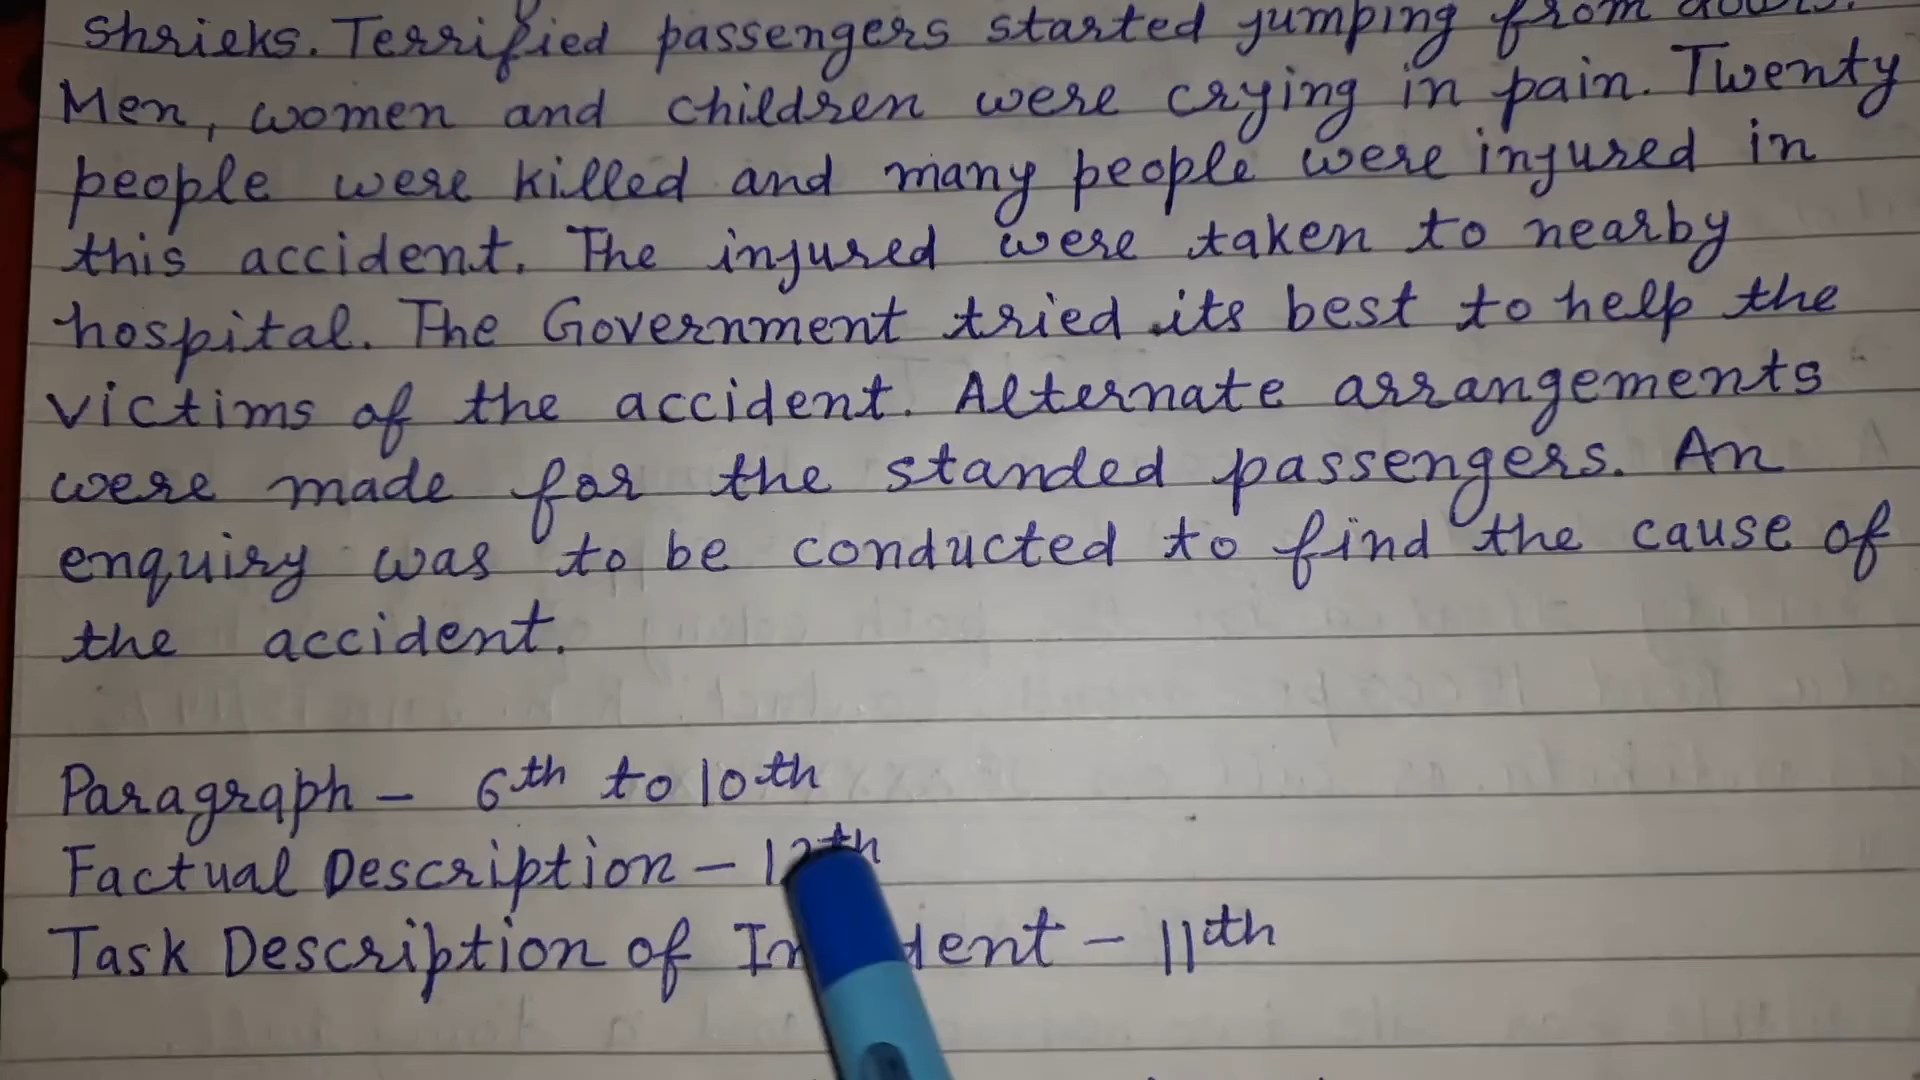 shrieks. Terrified passengers started jumping from doors.
Men, women and children were crying in pain. Twenty
people were killed and many people were injured in
this accident. The injured were taken to nearby
hospital. The Government tried its best to help the
victims of the accident. Alternate arrangements
were made for the standed passengers. An
enquiry was to be conducted to find the cause of
the accident.
Paragraph - 6th to 10th
Factual Description - 12th
Task Description of - 11th